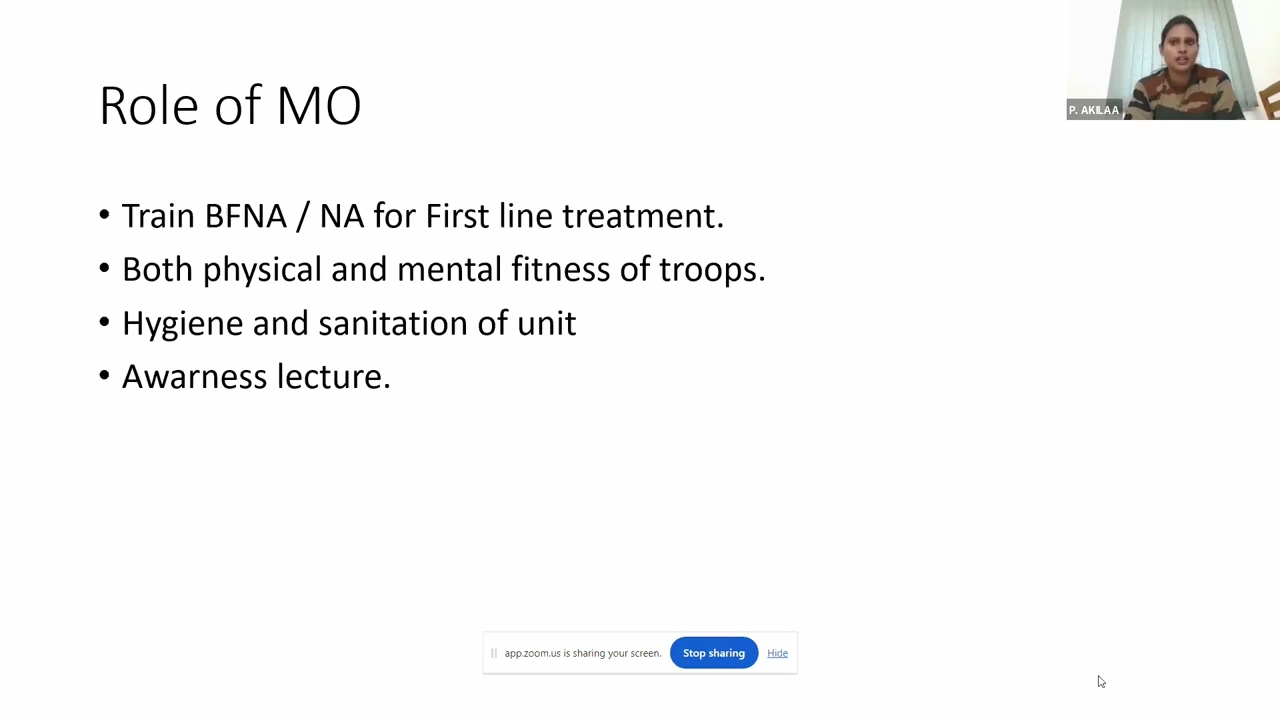 Role of MO
P. AKILAA
• Train BFNA / NA for First line treatment.
• Both physical and mental fitness of troops.
• Hygiene and sanitation of unit
• Awarness lecture.
app.zoom.us is sharing your screen. Stop sharing Hide